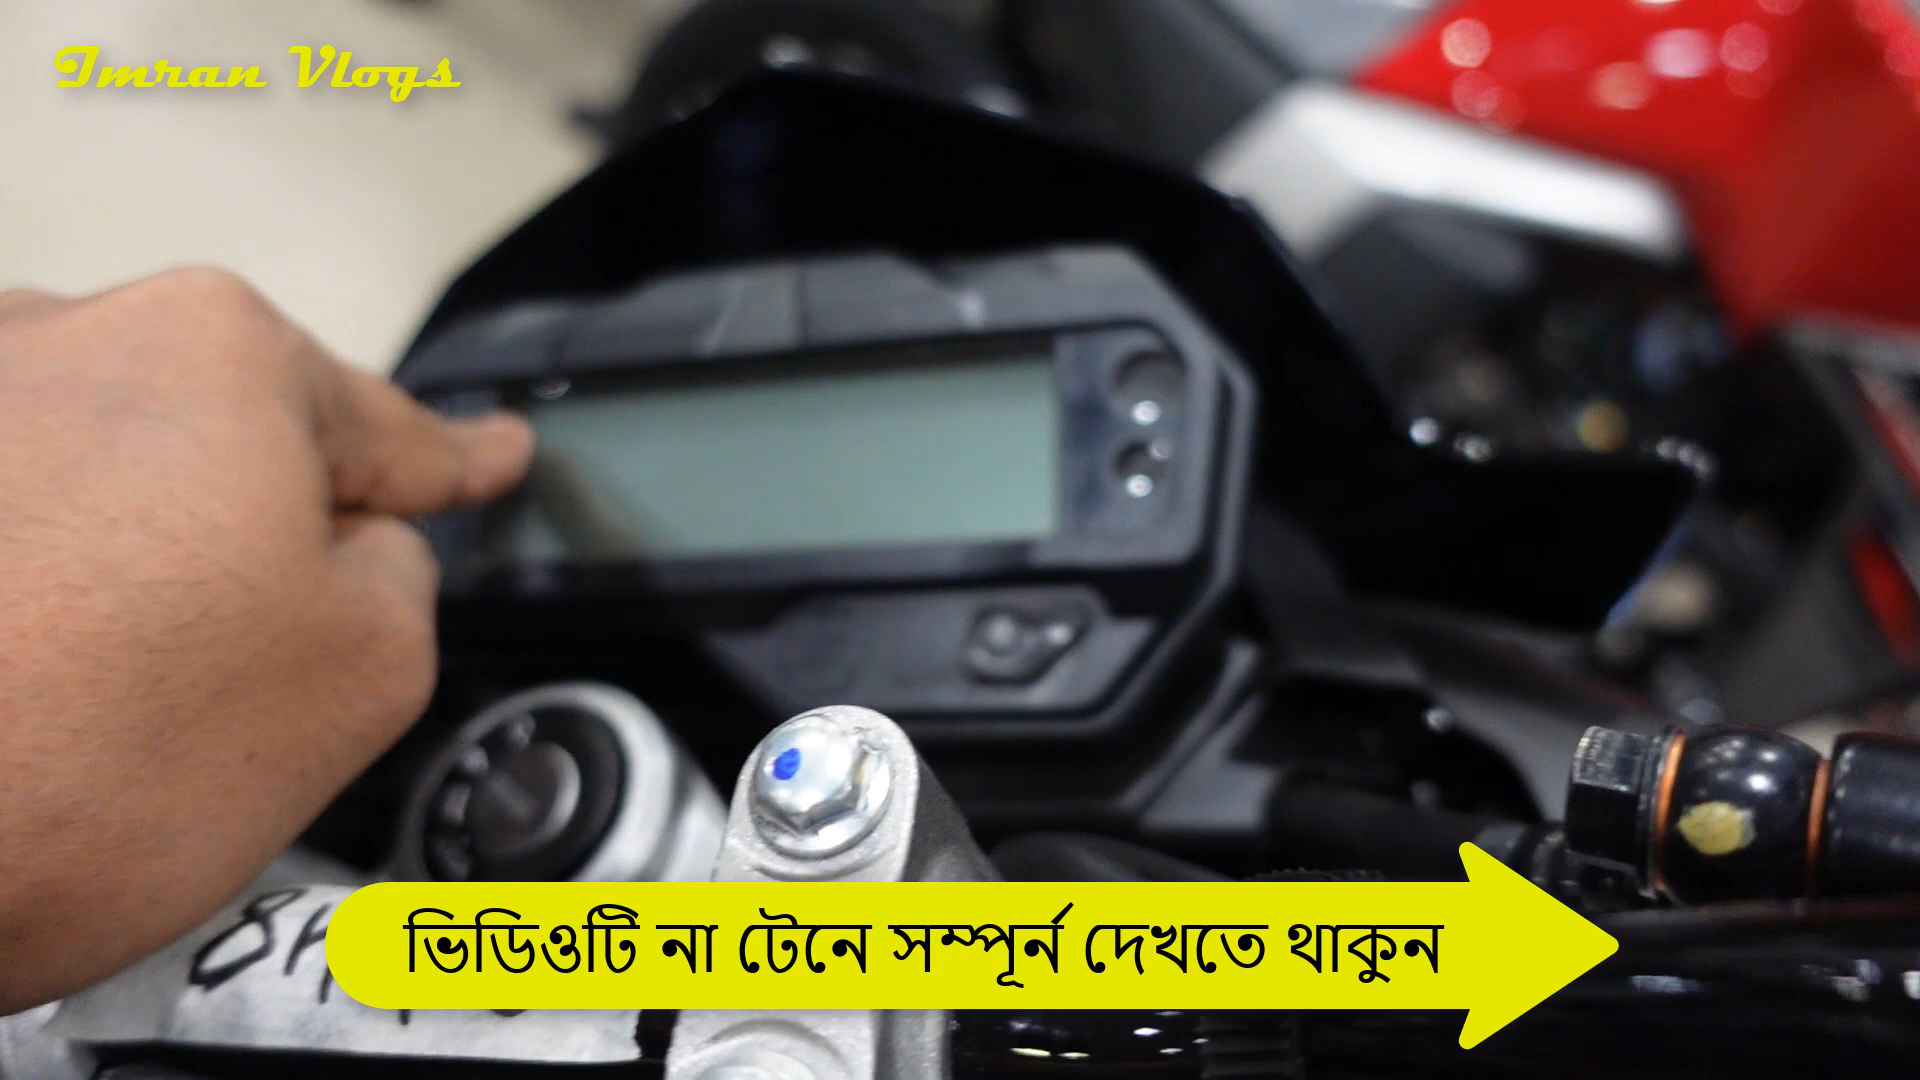 Imran Vlogs
ভিডিওটি না টেনে সম্পূর্ন দেখতে থাকুন